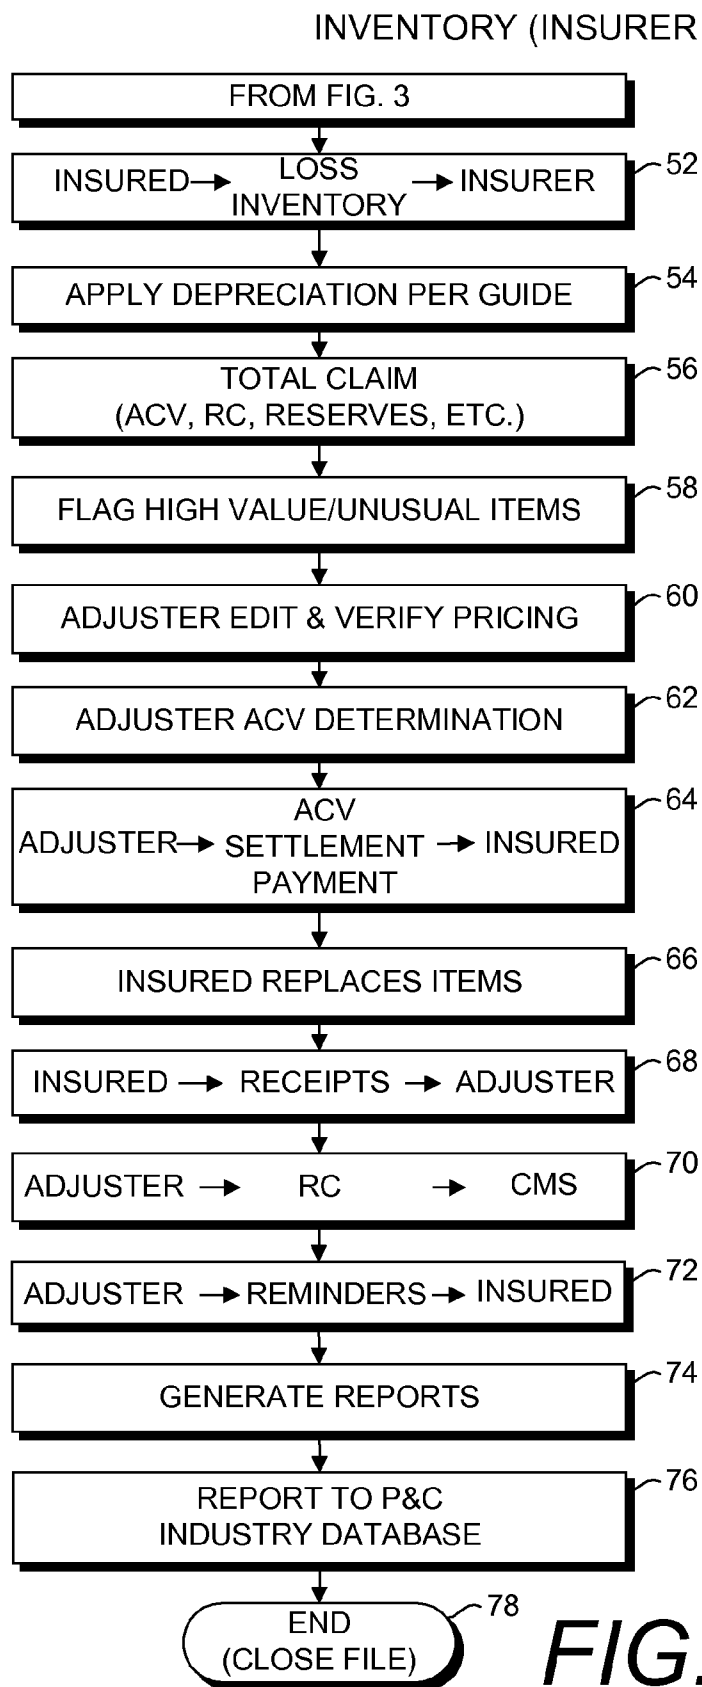 INVENTORY (INSURER
FROM FIG. 3
INSURED → LOSS INVENTORY → INSURER
52
APPLY DEPRECIATION PER GUIDE
54
TOTAL CLAIM
(ACV, RC, RESERVES, ETC.)
56
FLAG HIGH VALUE/UNUSUAL ITEMS
58
ADJUSTER EDIT & VERIFY PRICING
60
ADJUSTER ACV DETERMINATION
62
ADJUSTER → ACV SETTLEMENT PAYMENT → INSURED
64
INSURED REPLACES ITEMS
66
INSURED → RECEIPTS → ADJUSTER
68
ADJUSTER → RC → CMS
70
ADJUSTER → REMINDERS → INSURED
72
GENERATE REPORTS
74
REPORT TO P&C
INDUSTRY DATABASE
76
END
(CLOSE FILE)
78
FIG.